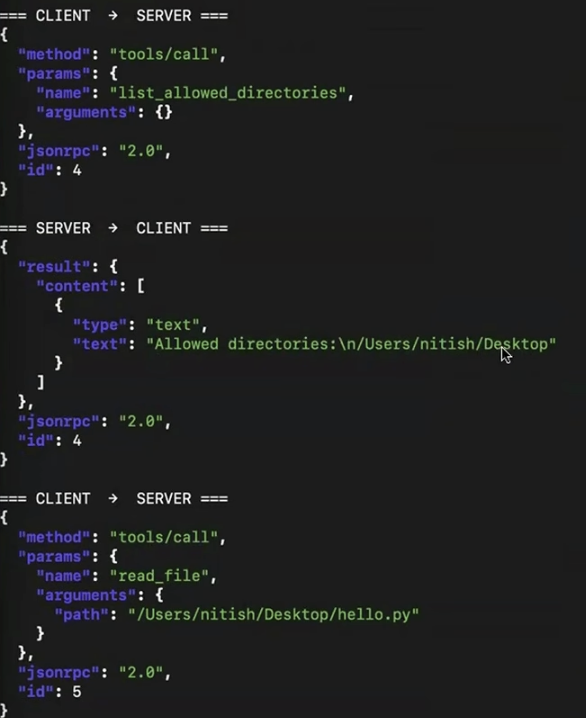 === CLIENT → SERVER ===
{
  "method": "tools/call",
  "params": {
    "name": "list_allowed_directories",
    "arguments": {}
  },
  "jsonrpc": "2.0",
  "id": 4
}
=== SERVER → CLIENT ===
{
  "result": {
    "content": [
      {
        "type": "text",
        "text": "Allowed directories:\n/Users/nitish/Desktop"
      }
    ]
  },
  "jsonrpc": "2.0",
  "id": 4
}
=== CLIENT → SERVER ===
{
  "method": "tools/call",
  "params": {
    "name": "read_file",
    "arguments": {
      "path": "/Users/nitish/Desktop/hello.py"
    }
  },
  "jsonrpc": "2.0",
  "id": 5
}